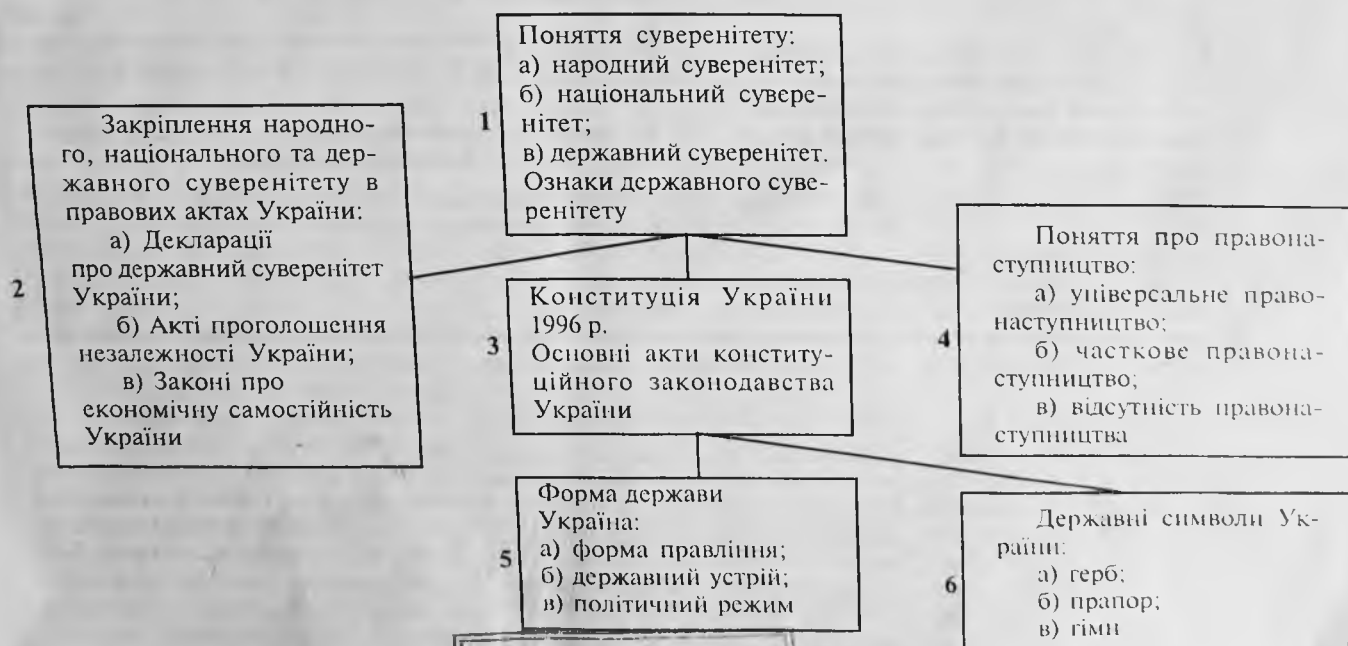 1
Поняття суверенітету:
а) народний суверенітет;
б) національний сувере-
нітет;
в) державний суверенітет.
Ознаки державного суве-
ренітету
2
Закріплення народно-
го, національного та дер-
жавного суверенітету в
правових актах України:
а) Декларації
про державний суверенітет
України;
б) Акті проголошення
незалежності України;
в) Законі про
економічну самостійність
України
3
Конституція України
1996 р.
Основні акти конститу-
ційного законодавства
України
4
Поняття про правона-
ступництво:
а) універсальне право-
наступництво;
б) часткове правона-
ступництво;
в) відсутність правона-
ступництва
5
Форма держави
Україна:
а) форма правління;
б) державний устрій;
в) політичний режим
6
Державні символи Ук-
раїни:
а) герб;
б) прапор;
в) гімн